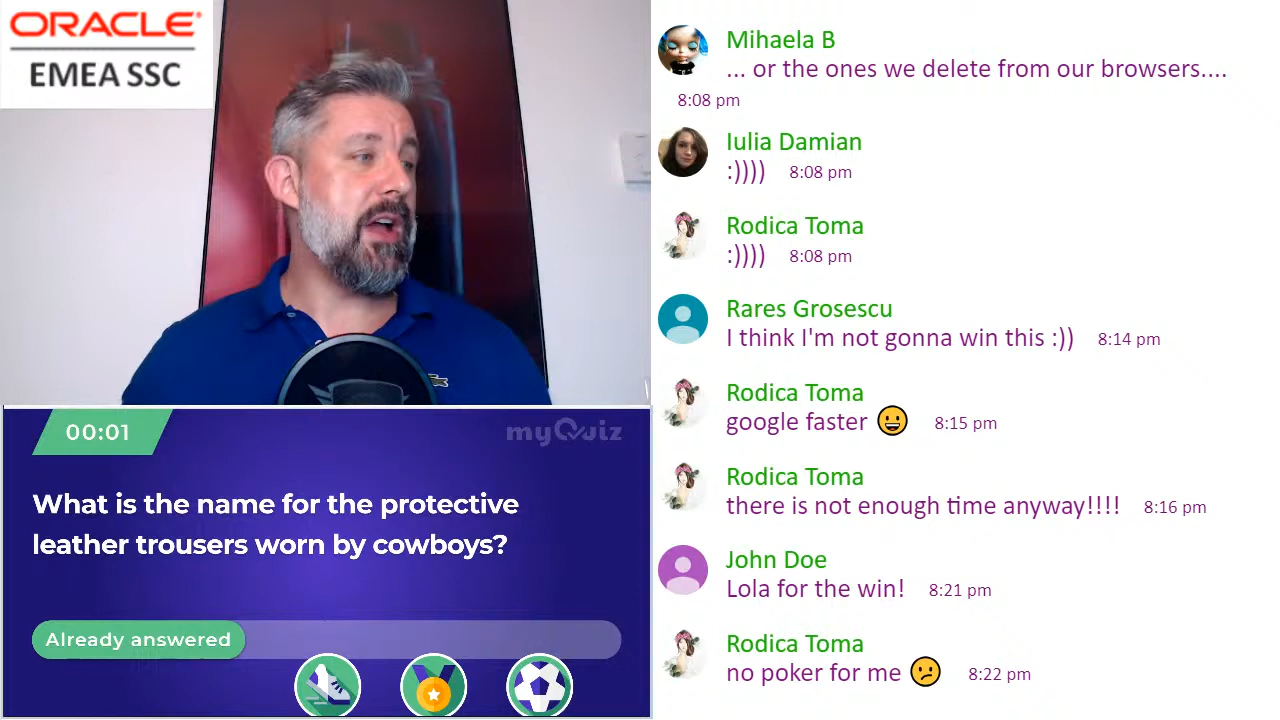 ORACLE
EMEA SSC
00:01
myQuiz
What is the name for the protective
leather trousers worn by cowboys?
Already answered
Mihaela B
... or the ones we delete from our browsers....
8:08 pm
Iulia Damian
:)))) 8:08 pm
Rodica Toma
:)))) 8:08 pm
Rares Grosescu
I think I'm not gonna win this :)) 8:14 pm
Rodica Toma
google faster 😀 8:15 pm
Rodica Toma
there is not enough time anyway!!!! 8:16 pm
John Doe
Lola for the win! 8:21 pm
Rodica Toma
no poker for me 😕 8:22 pm